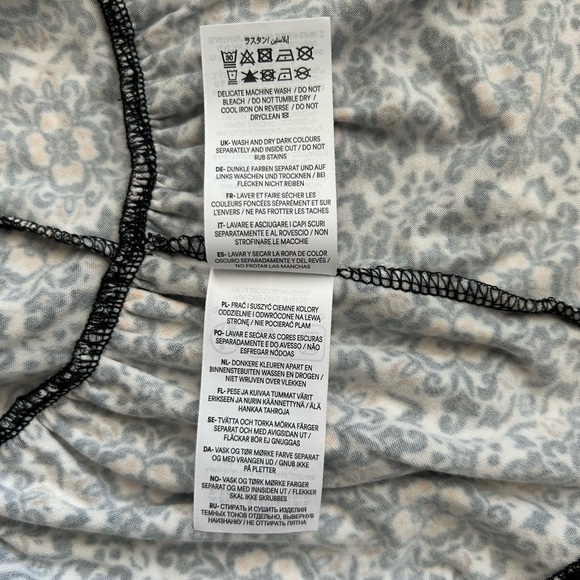 ラスタン/إيلاستين
30
DELICATE MACHINE WASH / DO NOT
BLEACH / DO NOT TUMBLE DRY /
COOL IRON ON REVERSE / DO NOT
DRYCLEAN
UK- WASH AND DRY DARK COLOURS
SEPARATELY AND INSIDE OUT / DO NOT
RUB STAINS
DE- DUNKLE FARBEN SEPARAT UND AUF
LINKS WASCHEN UND TROCKNEN / BEI
FLECKEN NICHT REIBEN
FR- LAVER ET FAIRE SÉCHER LES
COULEURS FONCÉES SÉPARÉMENT ET SUR
L'ENVERS / NE PAS FROTTER LES TACHES
IT- LAVARE E ASCIUGARE I CAPI SCURI
SEPARATAMENTE E AL ROVESCIO / NON
STROFINARE LE MACCHIE
ES- LAVAR Y SECAR LA ROPA DE COLOR
OSCURO SEPARADAMENTE Y DEL REVÉS /
NO FROTAR LAS MANCHAS
PL- PRAĆ I SUSZYĆ CIEMNE KOLORY
ODDZIELNIE I ODWRÓCONE NA LEWĄ
STRONĘ / NIE POCIERAĆ PLAM
PO- LAVAR E SECAR AS CORES ESCURAS
SEPARADAMENTE E DO AVESSO / NÃO
ESFREGAR NÓDOAS
NL- DONKERE KLEUREN APART EN
BINNENSTEBUITEN WASSEN EN DROGEN /
NIET WRIJVEN OVER VLEKKEN
FL- PESE JA KUIVAA TUMMAT VÄRIT
ERIKSEEN JA NURIN KÄÄNNETTYNÄ / ÄLÄ
HANKAA TAHROJA
SE- TVÄTTA OCH TORKA MÖRKA FÄRGER
SEPARAT OCH MED AVIGSIDAN UT /
FLÄCKAR BÖR EJ GNUGGAS
DA- VASK OG TØR MØRKE FARVE SEPARAT
OG MED VRANGEN UD / GNUB IKKE
PÅ PLETTER
NO- VASK OG TØR MØRKE FARGER
SEPARAT OG MED INNSIDEN UT / FLEKKER
SKAL IKKE SKRUBBES
RU- СТИРАТЬ И СУШИТЬ ИЗДЕЛИЯ
ТЕМНЫХ ТОНОВ ОТДЕЛЬНО, ВЫВЕРНУВ
НАИЗНАНКУ / НЕ ОТТИРАТЬ ПЯТНА